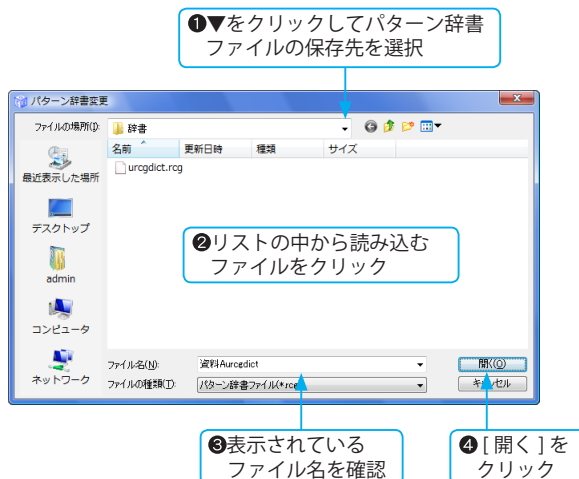 ❶▼をクリックしてパターン辞書
ファイルの保存先を選択
パターン辞書変更
ファイルの場所(I):
辞書
名前
更新日時
種類
サイズ
urcgdict.rcg
最近表示した場所
デスクトップ
admin
コンピュータ
ネットワーク
❷リストの中から読み込む
ファイルをクリック
ファイル名(N):
資料Aurcgdict
開く(O)
ファイルの種類(T):
パターン辞書ファイル(*.rcg
❸表示されている
ファイル名を確認
❹[ 開く ] を
クリック